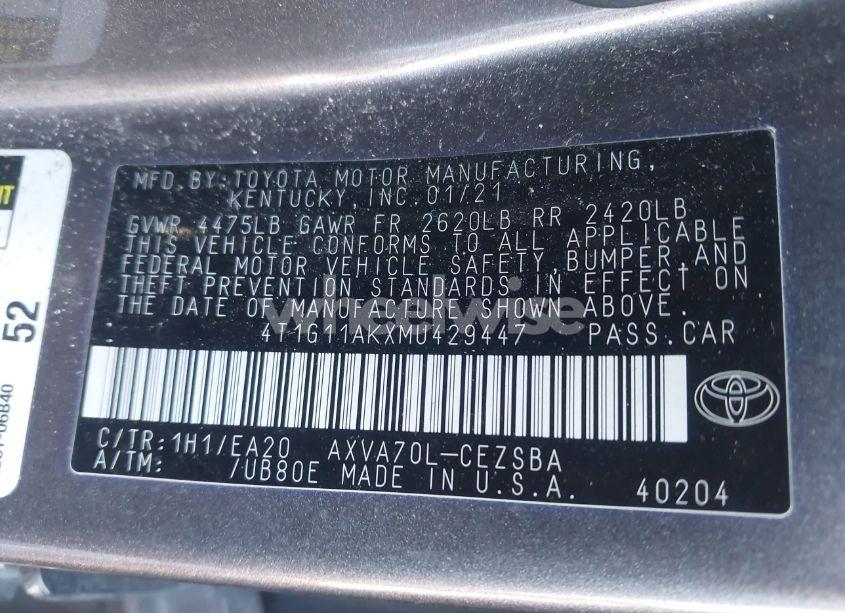 MFD. BY: TOYOTA MOTOR MANUFACTURING,
KENTUCKY, INC. 01/21
GVWR 4475LB GAWR FR 2620LB RR 2420LB
THIS VEHICLE CONFORMS TO ALL APPLICABLE
FEDERAL MOTOR VEHICLE SAFETY, BUMPER, AND
THEFT PREVENTION STANDARDS IN EFFECT ON
THE DATE OF MANUFACTURE SHOWN ABOVE.
4T1G11AKXMU429447 PASS. CAR
C/TR: 1H1/EA20 AXVA70L-CEZSBA
A/TM: /UB80E MADE IN U.S.A. 40204
wheelwise
52
06B40